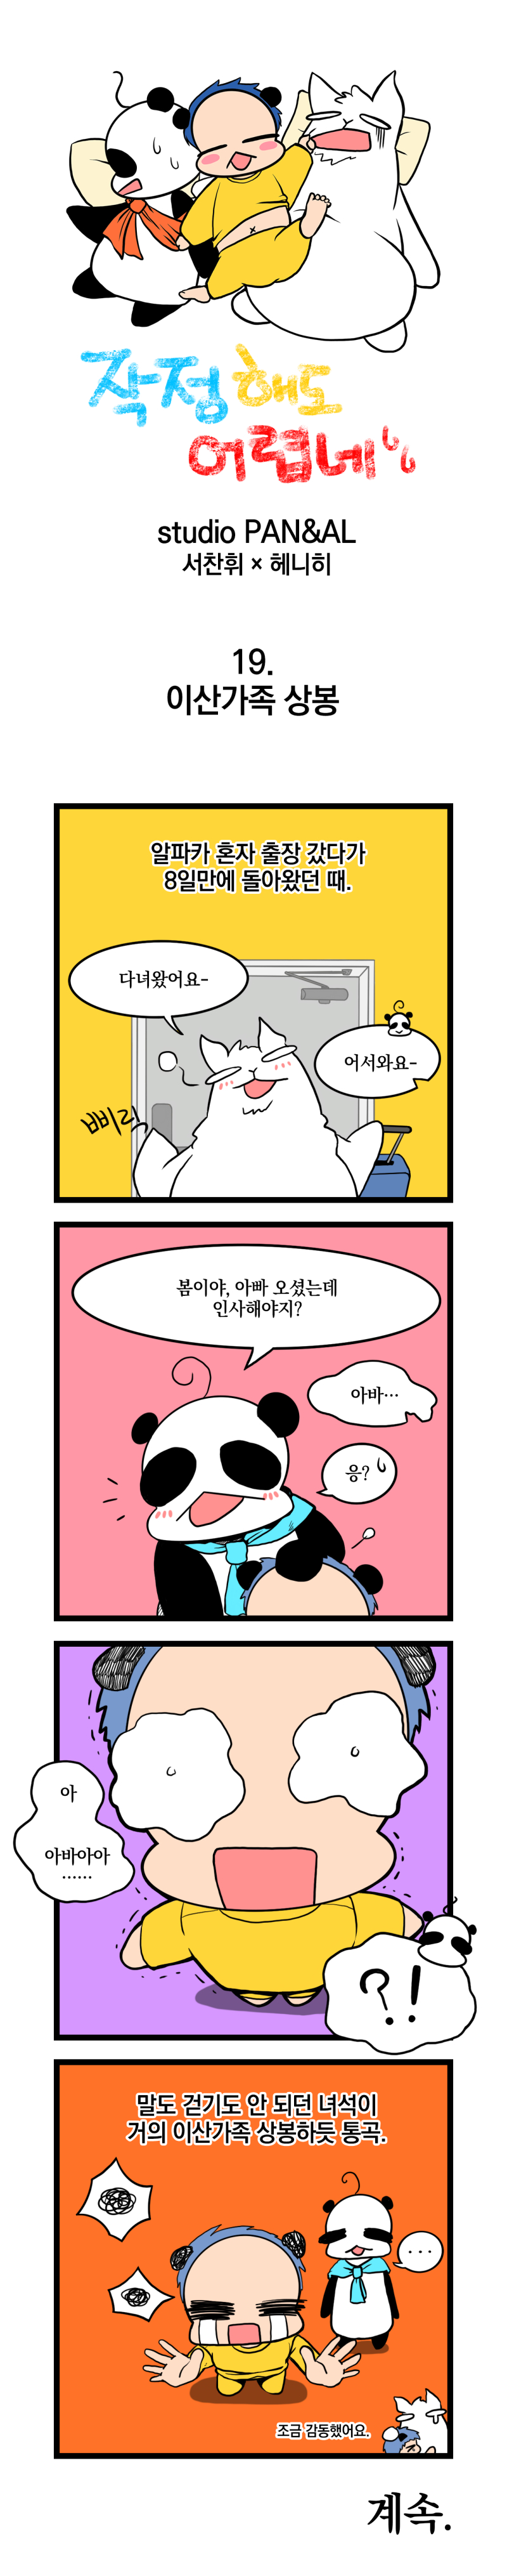 작정해도
어렵네
studio PAN&AL
서찬휘 × 헤니히
19.
이산가족 상봉
알파카 혼자 출장 갔다가
8일만에 돌아왔던 때.
다녀왔어요-
어서와요-
삐리릭
봄이야, 아빠 오셨는데
인사해야지?
아바…
응?
아
아바아아
……
?!
말도 걷기도 안 되던 녀석이
거의 이산가족 상봉하듯 통곡.
...
조금 감동했어요.
계속.